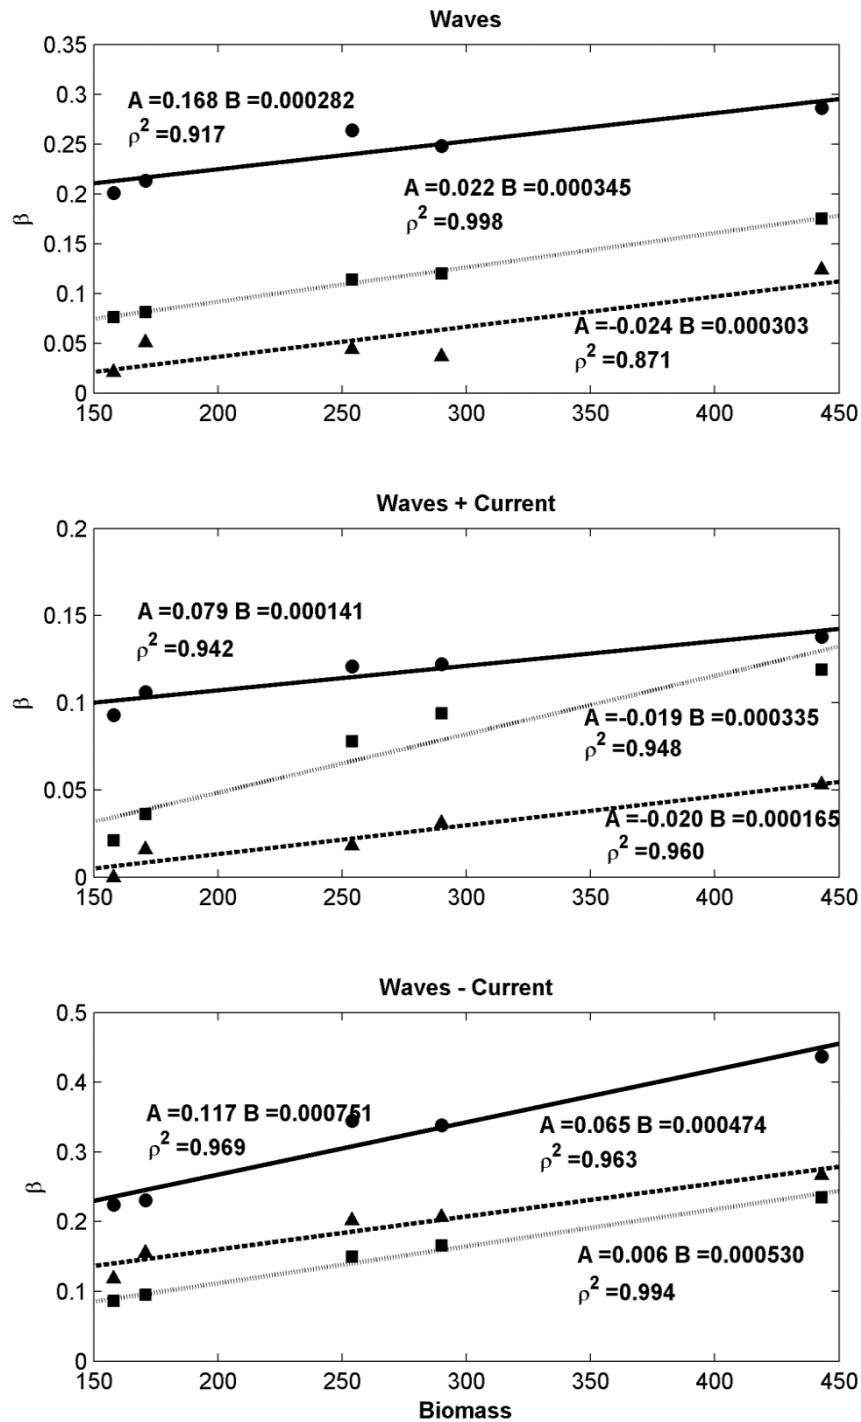 Waves
0.35
0.3
0.25
0.2
0.15
0.1
0.05
0
β
A =0.168 B =0.000282
ρ² =0.917
A =0.022 B =0.000345
ρ² =0.998
A =-0.024 B =0.000303
ρ² =0.871
150 200 250 300 350 400 450
Waves + Current
0.2
0.15
0.1
0.05
0
β
A =0.079 B =0.000141
ρ² =0.942
A =-0.019 B =0.000335
ρ² =0.948
A =-0.020 B =0.000165
ρ² =0.960
150 200 250 300 350 400 450
Waves - Current
0.5
0.4
0.3
0.2
0.1
0
β
A =0.117 B =0.000751
ρ² =0.969
A =0.065 B =0.000474
ρ² =0.963
A =0.006 B =0.000530
ρ² =0.994
150 200 250 300 350 400 450
Biomass